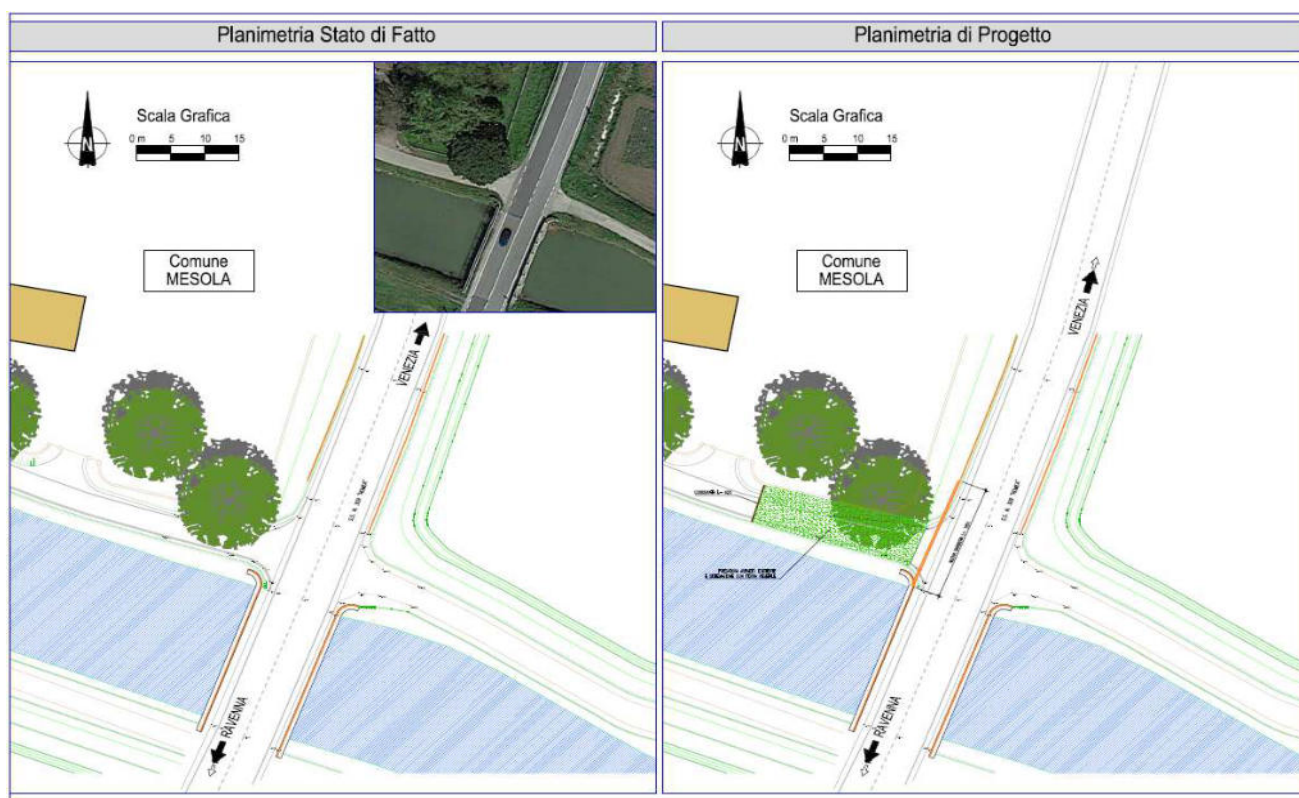 Planimetria Stato di Fatto
Planimetria di Progetto
N
Scala Grafica
0 m 5 10 15
Comune
MESOLA
VENEZIA
RAVENNA
N
Scala Grafica
0 m 5 10 15
Comune
MESOLA
VENEZIA
RAVENNA